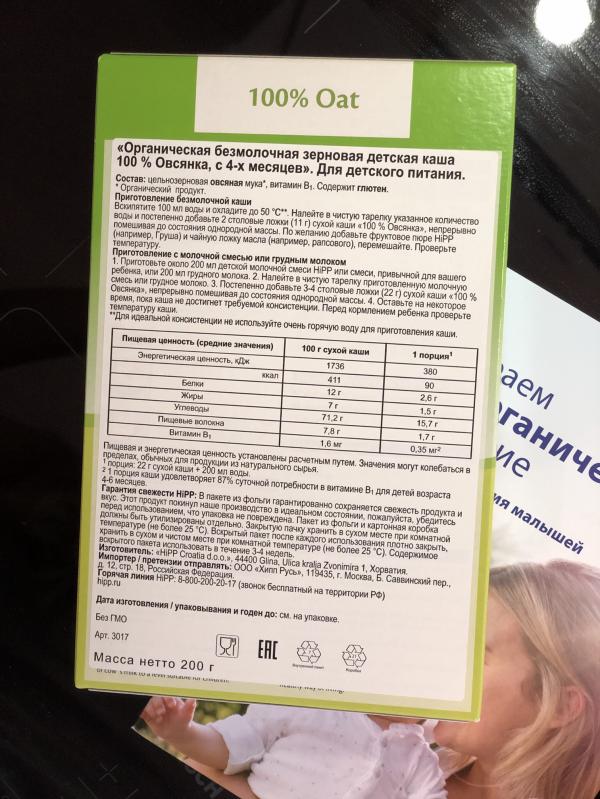 100% Oat
«Органическая безмолочная зерновая детская каша
100 % Овсянка, с 4-х месяцев». Для детского питания.
Состав: цельнозерновая овсяная мука*, витамин B₁. Содержит глютен.
* Органический продукт.
Приготовление безмолочной каши
Вскипятите 100 мл воды и охладите до 50 °C**. Налейте в чистую тарелку указанное количество
воды и постепенно добавьте 2 столовые ложки (11 г) сухой каши «100 % Овсянка», непрерывно
помешивая до состояния однородной массы. По желанию добавьте фруктовое пюре HiPP
(например, Груша) и чайную ложку масла (например, рапсового), перемешайте. Проверьте
температуру.
Приготовление с молочной смесью или грудным молоком
1. Приготовьте около 200 мл детской молочной смеси HiPP или смеси, привычной для вашего
ребенка, или 200 мл грудного молока. 2. Налейте в чистую тарелку приготовленную молочную
смесь или грудное молоко. 3. Постепенно добавьте 3-4 столовые ложки (22 г) сухой каши «100 %
Овсянка», непрерывно помешивая до состояния однородной массы. 4. Оставьте на некоторое
время, пока каша не достигнет требуемой консистенции. Перед кормлением ребенка проверьте
температуру каши.
**Для идеальной консистенции не используйте очень горячую воду для приготовления каши.
Пищевая ценность (средние значения) 100 г сухой каши 1 порция¹
Энергетическая ценность, кДж 1736 380
ккал 411 90
Белки 12 г 2,6 г
Жиры 7 г 1,5 г
Углеводы 71,2 г 15,7 г
Пищевые волокна 7,8 г 1,7 г
Витамин B₁ 1,6 мг 0,35 мг²
Пищевая и энергетическая ценность установлены расчетным путем. Значения могут колебаться в
пределах, обычных для продукции из натурального сырья.
¹ порция: 22 г сухой каши + 200 мл воды.
² 1 порция каши удовлетворяет 87% суточной потребности в витамине B₁ для детей возраста
4-6 месяцев.
Гарантия свежести HiPP: В пакете из фольги гарантированно сохраняется свежесть продукта и
вкус. Этот продукт покинул наше производство в идеальном состоянии, пожалуйста, убедитесь
перед использованием, что упаковка не повреждена. Пакет из фольги и картонная коробка
должны быть утилизированы отдельно. Закрытую пачку хранить в сухом месте при комнатной
температуре (не более 25 °C). Вскрытый пакет после каждого использования плотно закрыть,
хранить в сухом и чистом месте при комнатной температуре (не более 25 °C). Содержимое
вскрытого пакета использовать в течение 3-4 недель.
Изготовитель: «HiPP Croatia d.o.o.», 44400 Glina, Ulica kralja Zvonimira 1, Хорватия.
Импортер / претензии отправлять: ООО «Хипп Русь», 119435, г. Москва, Б. Саввинский пер.,
д. 12, стр. 18, Российская Федерация.
Горячая линия HiPP: 8-800-200-20-17 (звонок бесплатный на территории РФ)
hipp.ru
Дата изготовления / упаковывания и годен до: см. на упаковке.
Без ГМО
Арт. 3017
EAC
Внутренний пакет
Коробка
Масса нетто 200 г
аем
рганиче
ие
ия малышей